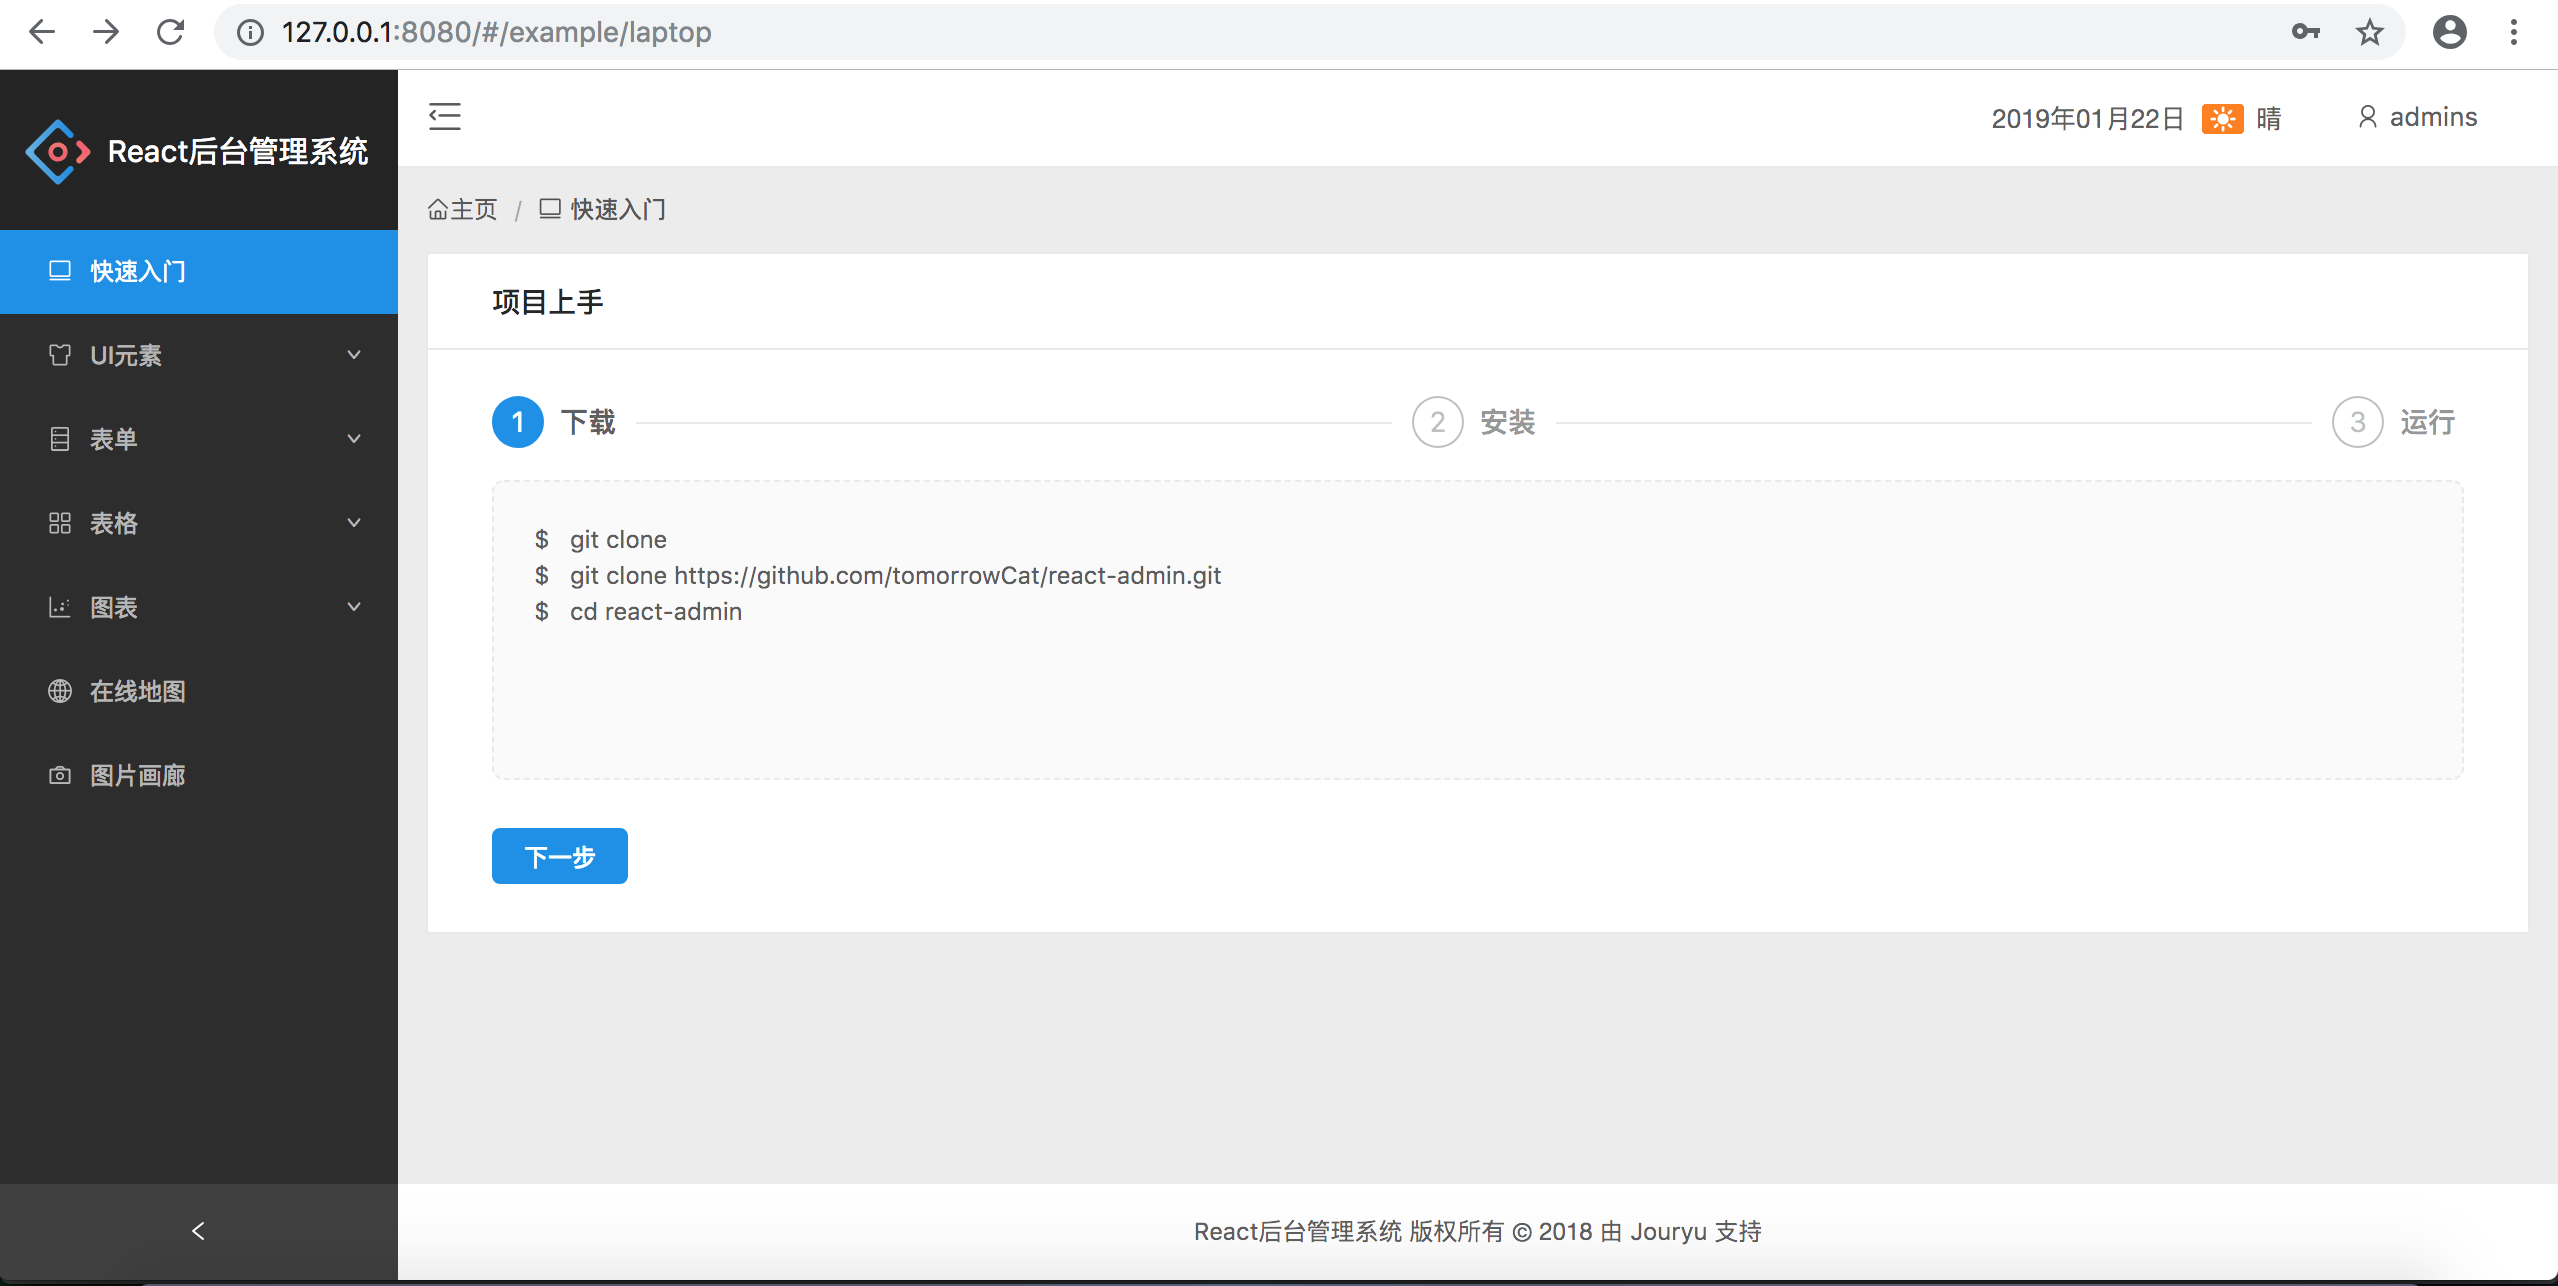 127.0.0.1:8080/#/example/laptop
React后台管理系统
2019年01月22日 晴 admins
主页 / 快速入门
快速入门
UI元素
表单
表格
图表
在线地图
图片画廊
项目上手
1 下载 2 安装 3 运行
$ git clone
$ git clone https://github.com/tomorrowCat/react-admin.git
$ cd react-admin
下一步
React后台管理系统 版权所有 © 2018 由 Jouryu 支持